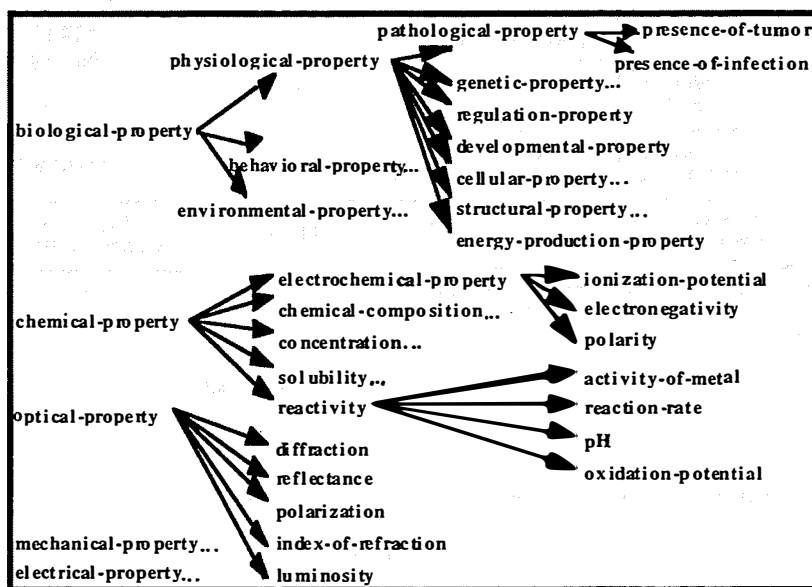 pathological-property presence-of-tumor
physiological-property presence-of-infection
genetic-property...
regulation-property
biological-property
developmental-property
behavioral-property...
cellular-property...
environmental-property... structural-property...
energy-production-property
electrochemical-property ionization-potential
chemical-composition... electronegativity
chemical-property
concentration... polarity
solubility...
activity-of-metal
reactivity reaction-rate
optical-property
diffraction pH
reflectance oxidation-potential
polarization
mechanical-property... index-of-refraction
electrical-property... luminosity